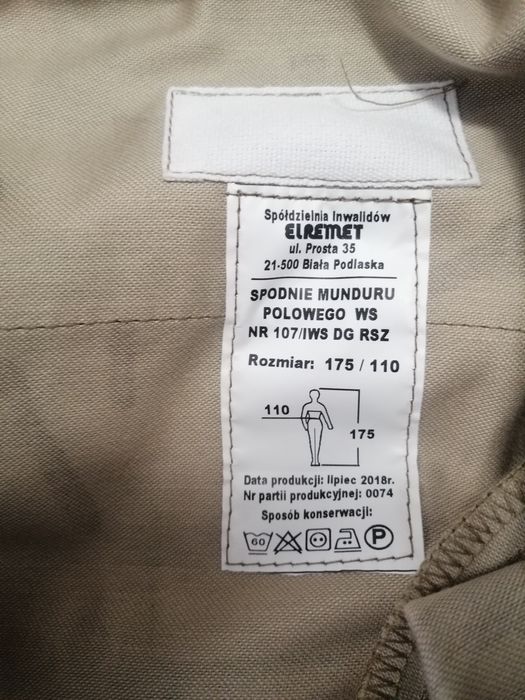 Spółdzielnia Inwalidów
ELREMET
ul. Prosta 35
21-500 Biała Podlaska
SPODNIE MUNDURU
POLOWEGO WS
NR 107/IWS DG RSZ
Rozmiar: 175 / 110
110
175
Data produkcji: lipiec 2018r.
Nr partii produkcyjnej: 0074
Sposób konserwacji:
60 P